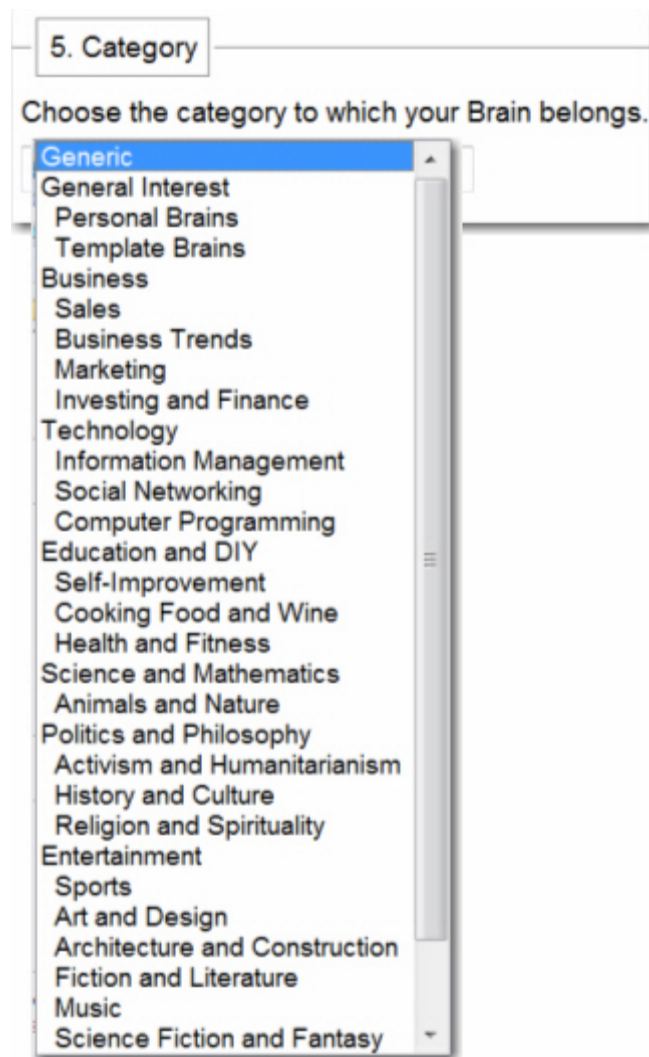 5. Category
Choose the category to which your Brain belongs.
Generic
General Interest
Personal Brains
Template Brains
Business
Sales
Business Trends
Marketing
Investing and Finance
Technology
Information Management
Social Networking
Computer Programming
Education and DIY
Self-Improvement
Cooking Food and Wine
Health and Fitness
Science and Mathematics
Animals and Nature
Politics and Philosophy
Activism and Humanitarianism
History and Culture
Religion and Spirituality
Entertainment
Sports
Art and Design
Architecture and Construction
Fiction and Literature
Music
Science Fiction and Fantasy